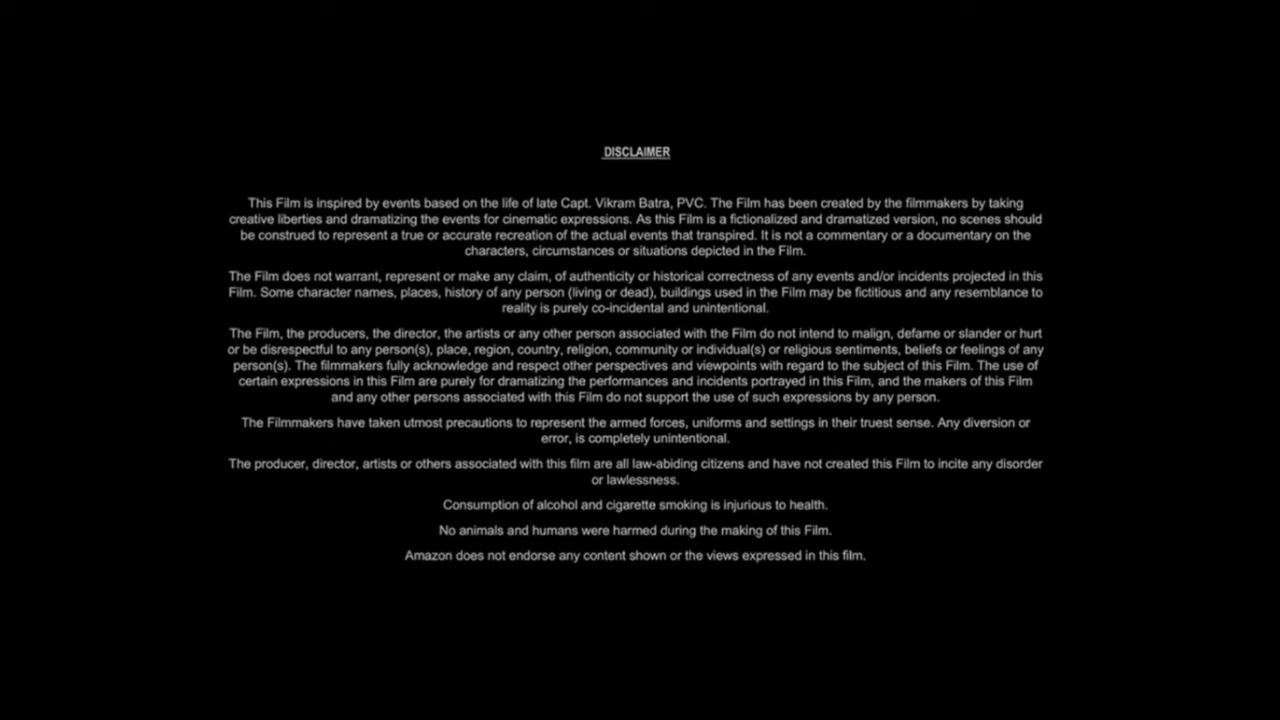 DISCLAIMER
This Film is inspired by events based on the life of late Capt. Vikram Batra, PVC. The Film has been created by the filmmakers by taking
creative liberties and dramatizing the events for cinematic expressions. As this Film is a fictionalized and dramatized version, no scenes should
be construed to represent a true or accurate recreation of the actual events that transpired. It is not a commentary or a documentary on the
characters, circumstances or situations depicted in the Film.
The Film does not warrant, represent or make any claim, of authenticity or historical correctness of any events and/or incidents projected in this
Film. Some character names, places, history of any person (living or dead), buildings used in the Film may be fictitious and any resemblance to
reality is purely co-incidental and unintentional.
The Film, the producers, the director, the artists or any other person associated with the Film do not intend to malign, defame or slander or hurt
or be disrespectful to any person(s), place, region, country, religion, community or individual(s) or religious sentiments, beliefs or feelings of any
person(s). The filmmakers fully acknowledge and respect other perspectives and viewpoints with regard to the subject of this Film. The use of
certain expressions in this Film are purely for dramatizing the performances and incidents portrayed in this Film, and the makers of this Film
and any other persons associated with this Film do not support the use of such expressions by any person.
The Filmmakers have taken utmost precautions to represent the armed forces, uniforms and settings in their truest sense. Any diversion or
error, is completely unintentional.
The producer, director, artists or others associated with this film are all law-abiding citizens and have not created this Film to incite any disorder
or lawlessness.
Consumption of alcohol and cigarette smoking is injurious to health.
No animals and humans were harmed during the making of this Film.
Amazon does not endorse any content shown or the views expressed in this film.